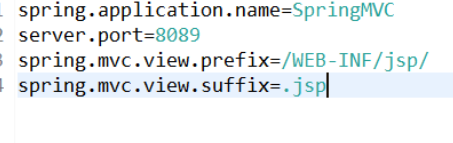 spring.application.name=SpringMVC
server.port=8089
spring.mvc.view.prefix=/WEB-INF/jsp/
spring.mvc.view.suffix=.jsp